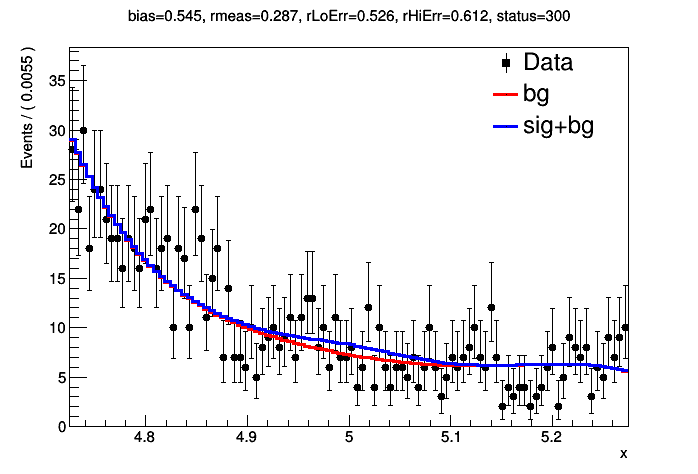 bias=0.545, rmeas=0.287, rLoErr=0.526, rHiErr=0.612, status=300
Events / ( 0.0055 )
35
30
25
20
15
10
5
0
Data
bg
sig+bg
4.8 4.9 5 5.1 5.2
x